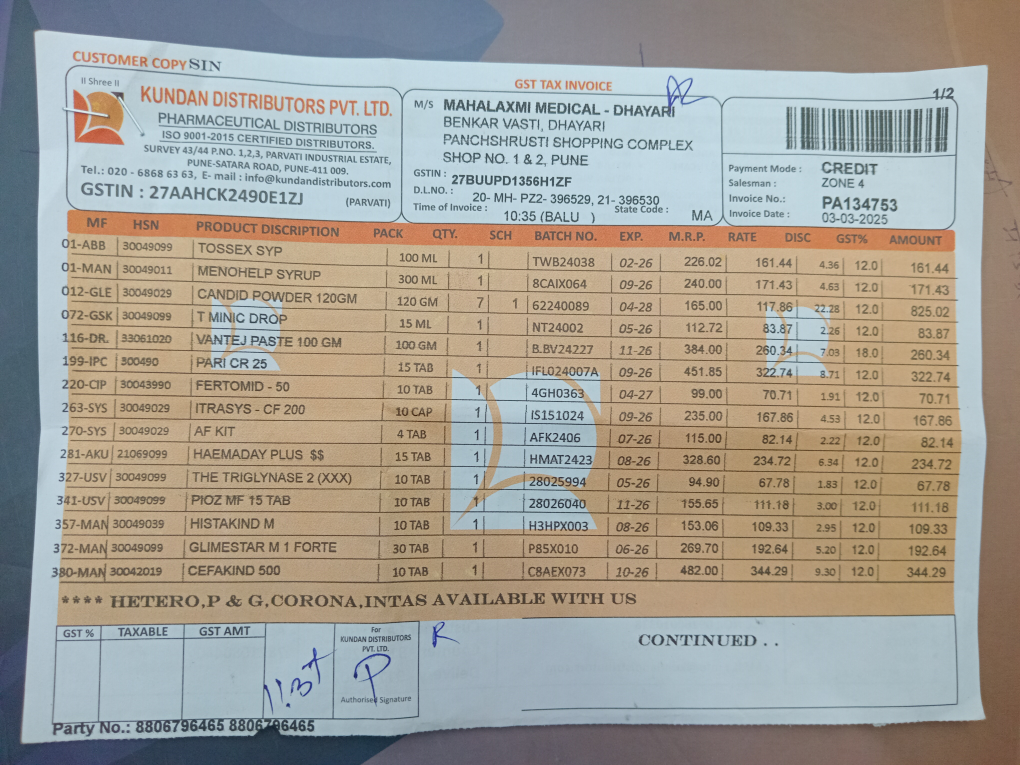 CUSTOMER COPY SIN
GST TAX INVOICE
1/2
II Shree II
KUNDAN DISTRIBUTORS PVT. LTD.
PHARMACEUTICAL DISTRIBUTORS
ISO 9001-2015 CERTIFIED DISTRIBUTORS.
SURVEY 43/44 P.NO. 1,2,3, PARVATI INDUSTRIAL ESTATE,
PUNE-SATARA ROAD, PUNE-411 009.
Tel.: 020 - 6868 63 63, E- mail : info@kundandistributors.com
GSTIN : 27AAHCK2490E1ZJ (PARVATI)
M/S MAHALAXMI MEDICAL - DHAYARI
BENKAR VASTI, DHAYARI
PANCHSHRUSTI SHOPPING COMPLEX
SHOP NO. 1 & 2, PUNE
GSTIN : 27BUUPD1356H1ZF
D.L.NO. : 20- MH- PZ2- 396529, 21- 396530
Time of Invoice : 10:35 (BALU ) State Code : MA
Payment Mode : CREDIT
Salesman : ZONE 4
Invoice No.: PA134753
Invoice Date : 03-03-2025
MF HSN PRODUCT DISCRIPTION PACK QTY. SCH BATCH NO. EXP. M.R.P. RATE DISC GST% AMOUNT
01-ABB 30049099 TOSSEX SYP 100 ML 1 TWB24038 02-26 226.02 161.44 4.36 12.0 161.44
01-MAN 30049011 MENOHELP SYRUP 300 ML 1 8CAIX064 09-26 240.00 171.43 4.63 12.0 171.43
012-GLE 30049029 CANDID POWDER 120GM 120 GM 7 1 62240089 04-28 165.00 117.86 22.28 12.0 825.02
072-GSK 30049099 T MINIC DROP 15 ML 1 NT24002 05-26 112.72 83.87 2.26 12.0 83.87
116-DR. 33061020 VANTEJ PASTE 100 GM 100 GM 1 B.BV24227 11-26 384.00 260.34 7.03 18.0 260.34
199-IPC 300490 PARI CR 25 15 TAB 1 IFL024007A 09-26 451.85 322.74 8.71 12.0 322.74
220-CIP 30043990 FERTOMID - 50 10 TAB 1 4GH0363 04-27 99.00 70.71 1.91 12.0 70.71
263-SYS 30049029 ITRASYS - CF 200 10 CAP 1 IS151024 09-26 235.00 167.86 4.53 12.0 167.86
270-SYS 30049029 AF KIT 4 TAB 1 AFK2406 07-26 115.00 82.14 2.22 12.0 82.14
281-AKU 21069099 HAEMADAY PLUS $$ 15 TAB 1 HMAT2423 08-26 328.60 234.72 6.34 12.0 234.72
327-USV 30049099 THE TRIGLYNASE 2 (XXX) 10 TAB 1 28025994 05-26 94.90 67.78 1.83 12.0 67.78
341-USV 30049099 PIOZ MF 15 TAB 10 TAB 1 28026040 11-26 155.65 111.18 3.00 12.0 111.18
357-MAN 30049039 HISTAKIND M 10 TAB 1 H3HPX003 08-26 153.06 109.33 2.95 12.0 109.33
372-MAN 30049099 GLIMESTAR M 1 FORTE 30 TAB 1 P85X010 06-26 269.70 192.64 5.20 12.0 192.64
380-MAN 30042019 CEFAKIND 500 10 TAB 1 C8AEX073 10-26 482.00 344.29 9.30 12.0 344.29
**** HETERO,P & G,CORONA,INTAS AVAILABLE WITH US
GST % TAXABLE GST AMT
For
KUNDAN DISTRIBUTORS
PVT. LTD.
Authorised Signature
R
CONTINUED . .
Party No.: 8806796465 8806796465